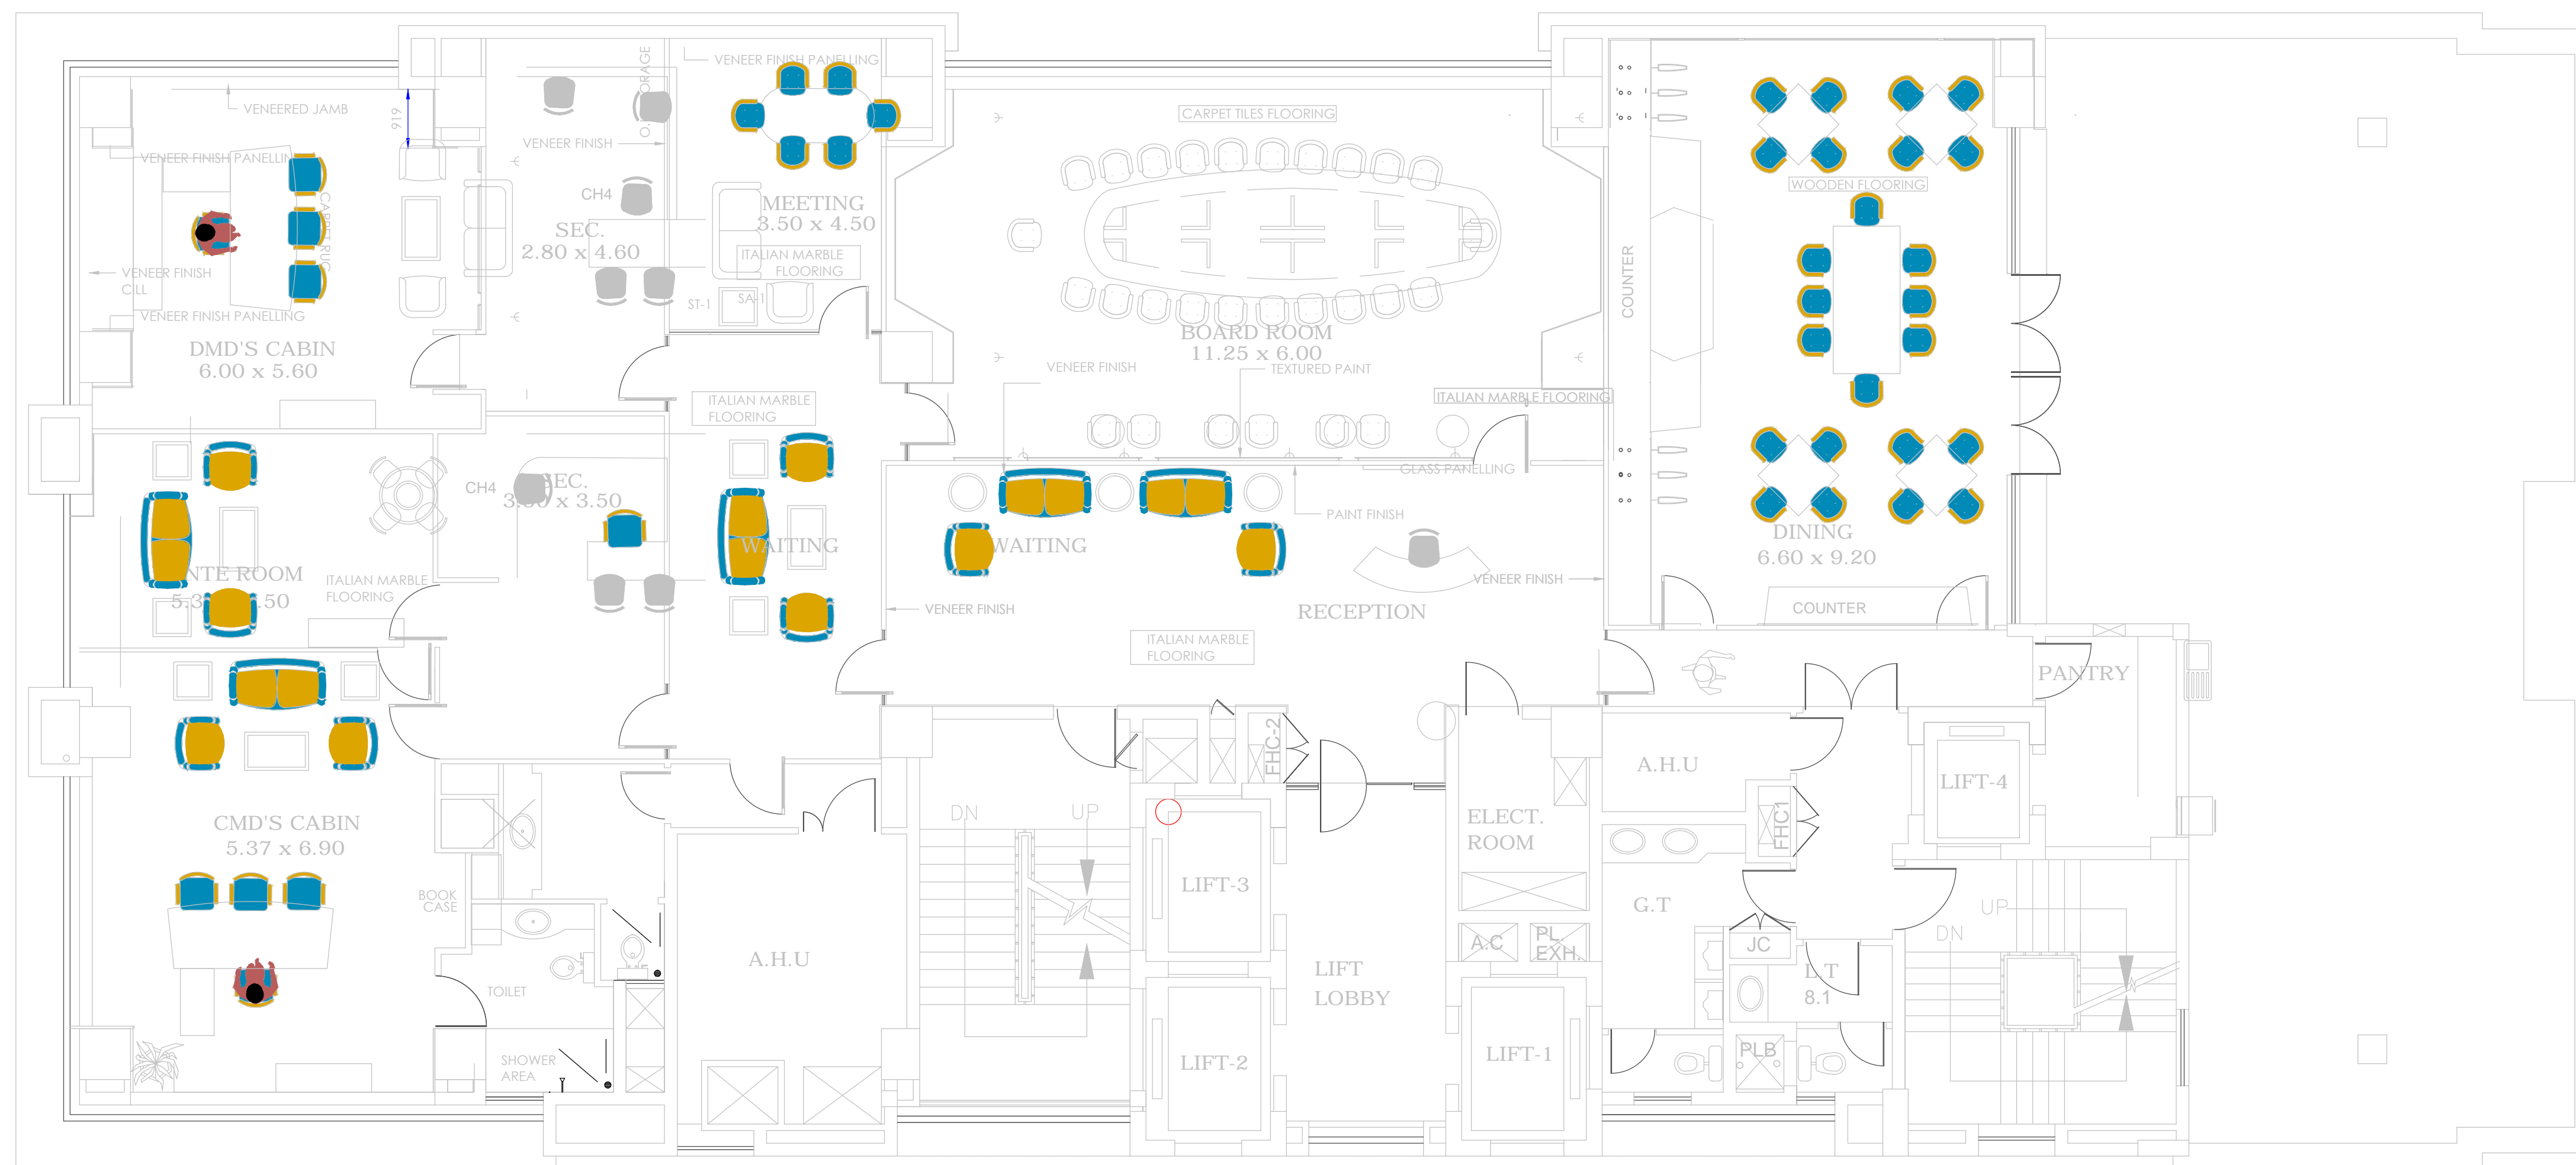 VENEER FINISH PANELLING
VENEERED JAMB
919
VENEER FINISH
CARPET TILES FLOORING
VENEER FINISH PANELLIN
CH4
MEETING
3.50 x 4.50
SEC.
2.80 x 4.60
ITALIAN MARBLE
FLOORING
WOODEN FLOORING
VENEER FINISH
CILL
ST-1
SA-1
COUNTER
VENEER FINISH PANELLING
DMD'S CABIN
6.00 x 5.60
BOARD ROOM
11.25 x 6.00
VENEER FINISH
TEXTURED PAINT
ITALIAN MARBLE
FLOORING
ITALIAN MARBLE FLOORING
GLASS PANELLING
CH4
SEC.
x 3.50
PAINT FINISH
WAITING
WAITING
DINING
6.60 x 9.20
NTE ROOM
ITALIAN MARBLE
FLOORING
VENEER FINISH
VENEER FINISH
RECEPTION
COUNTER
ITALIAN MARBLE
FLOORING
PANTRY
FHC-2
A.H.U
LIFT-4
DN
UP
ELECT.
ROOM
FHC1
CMD'S CABIN
5.37 x 6.90
BOOK
CASE
LIFT-3
G.T
UP
DN
A.C
PL.
EXH.
JC
A.H.U
LIFT
LOBBY
L.T
8.1
TOILET
SHOWER
AREA
LIFT-2
LIFT-1
PLB